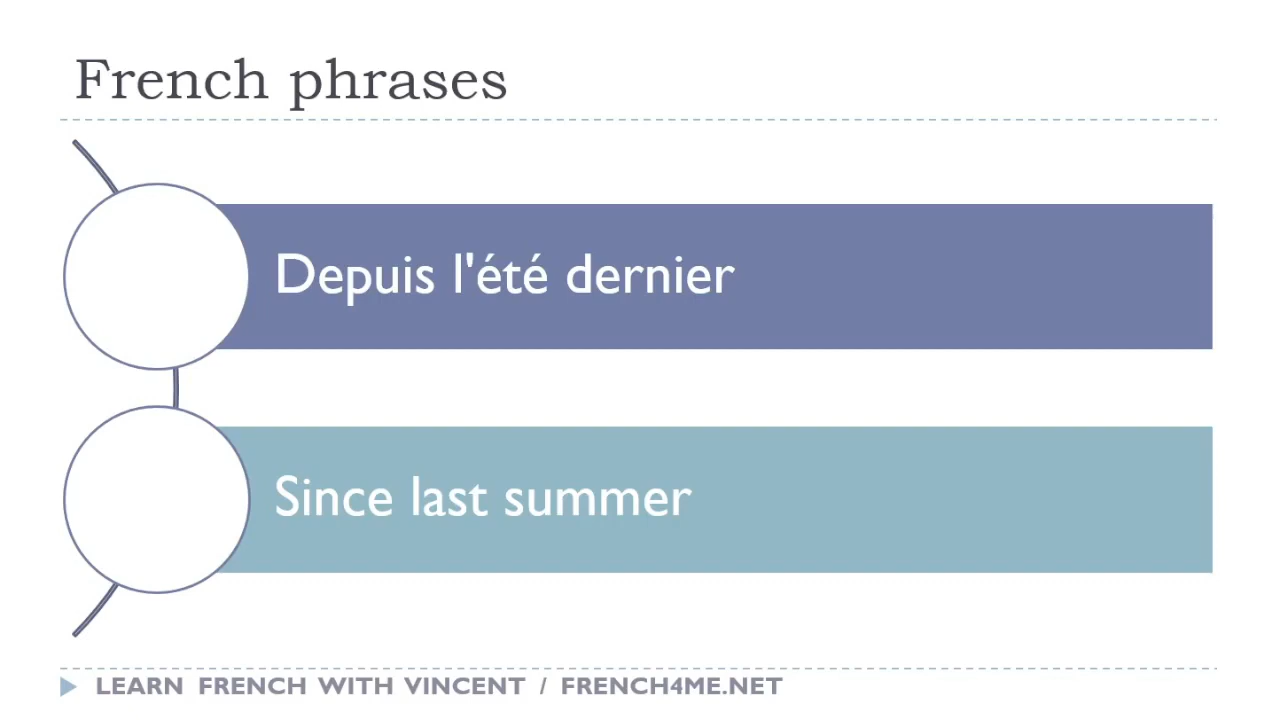 French phrases
Depuis l'été dernier
Since last summer
LEARN FRENCH WITH VINCENT / FRENCH4ME.NET